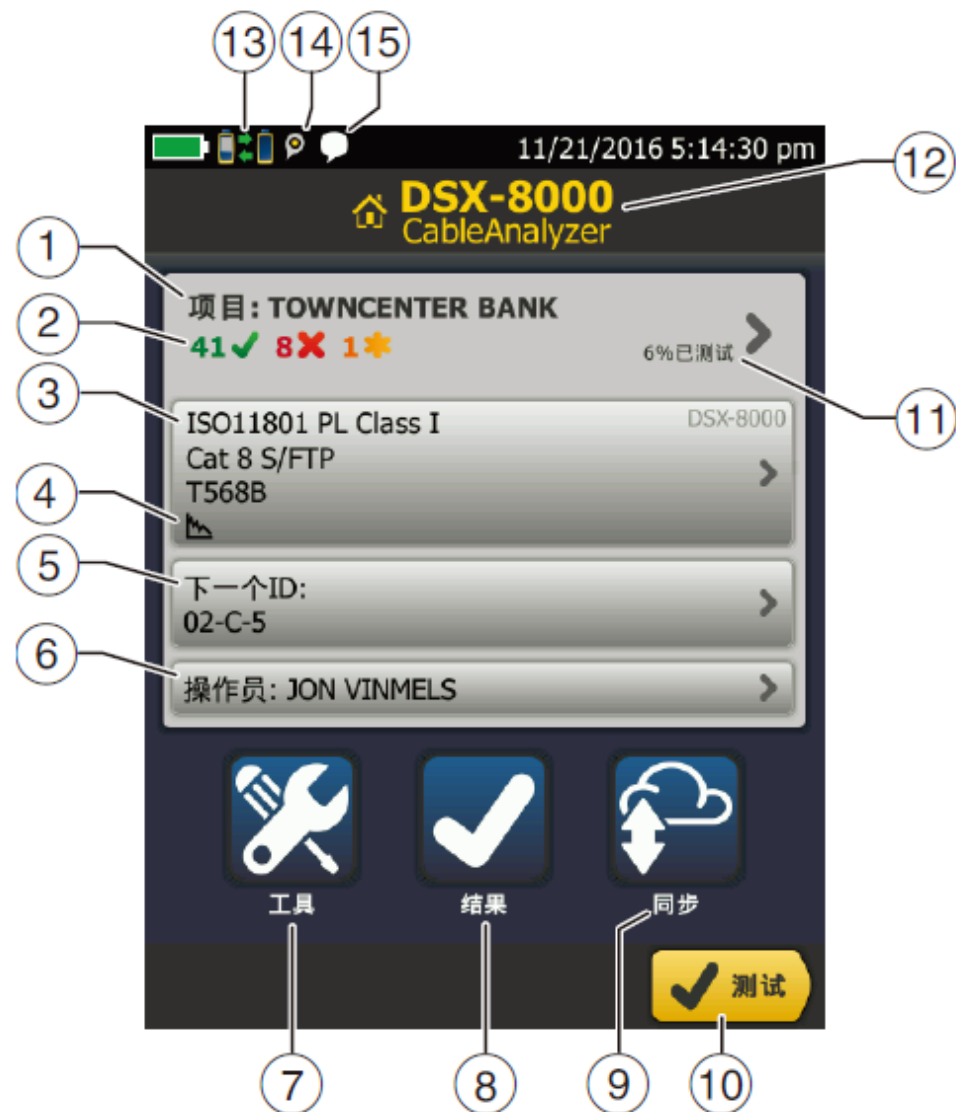 13 14 15
11/21/2016 5:14:30 pm
12
DSX-8000
CableAnalyzer
1
项目: TOWNCENTER BANK
2
41 8 1
6%已测试
11
3
ISO11801 PL Class I
DSX-8000
Cat 8 S/FTP
T568B
4
5
下一个ID:
02-C-5
6
操作员: JON VINMELS
工具 结果 同步
测试
7 8 9 10